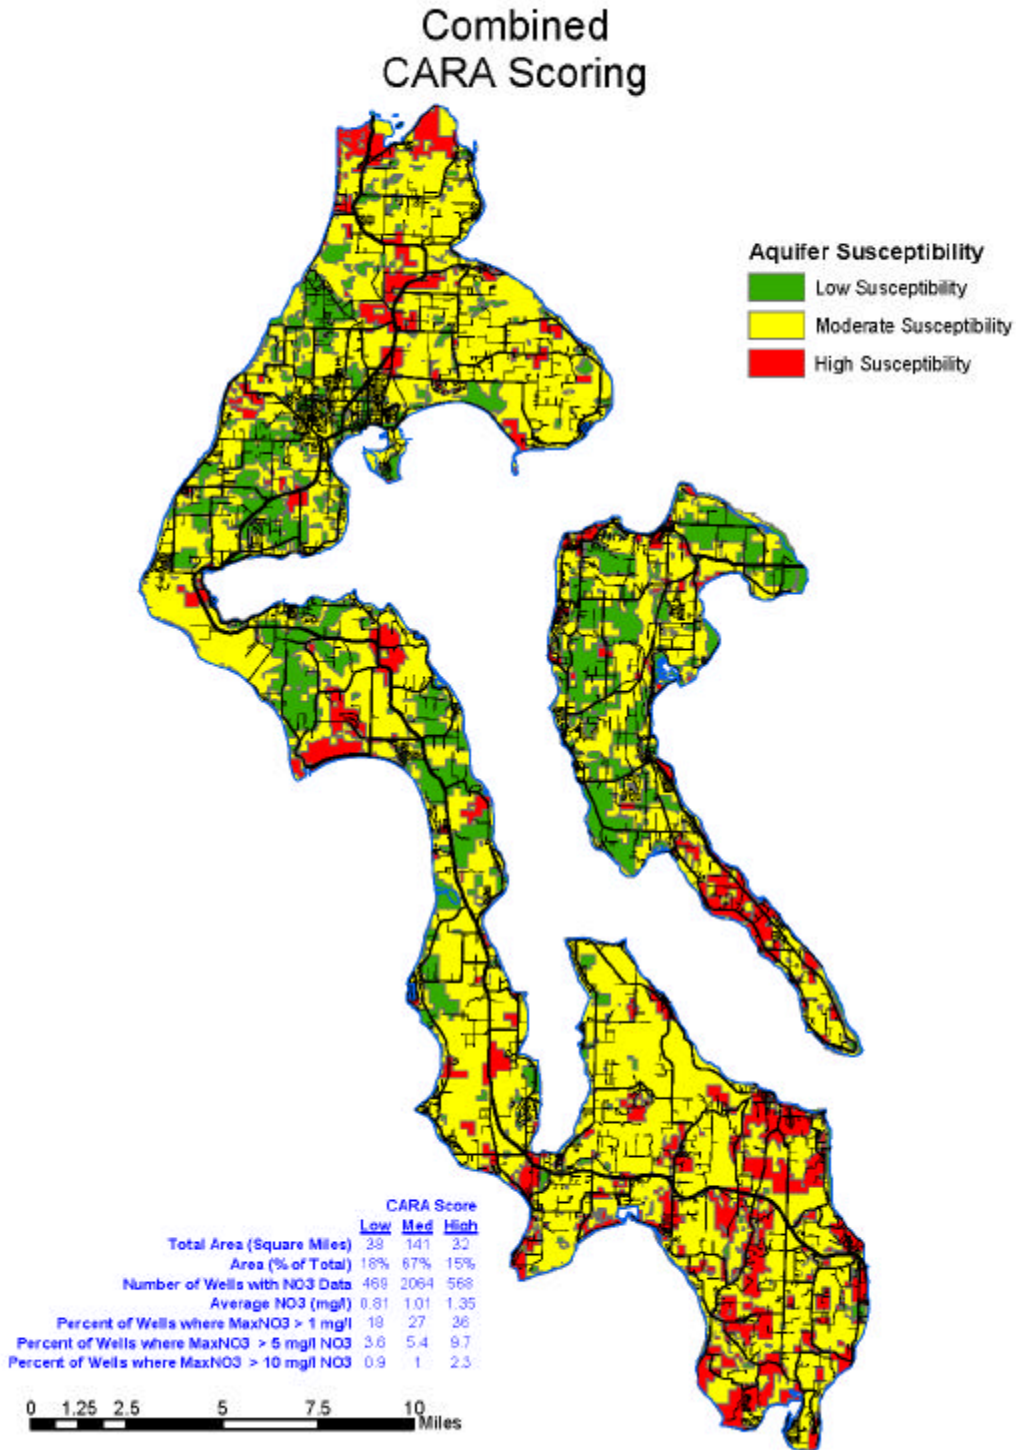 Combined
CARA Scoring
Aquifer Susceptibility
Low Susceptibility
Moderate Susceptibility
High Susceptibility
CARA Score
Low Med High
Total Area (Square Miles) 38 141 32
Area (% of Total) 18% 67% 15%
Number of Wells with NO3 Data 469 2064 568
Average NO3 (mg/l) 0.81 1.01 1.35
Percent of Wells where MaxNO3 > 1 mg/l 18 27 36
Percent of Wells where MaxNO3 > 5 mg/l NO3 3.6 5.4 9.7
Percent of Wells where MaxNO3 > 10 mg/l NO3 0.9 1 2.3
0 1.25 2.5 5 7.5 10
Miles